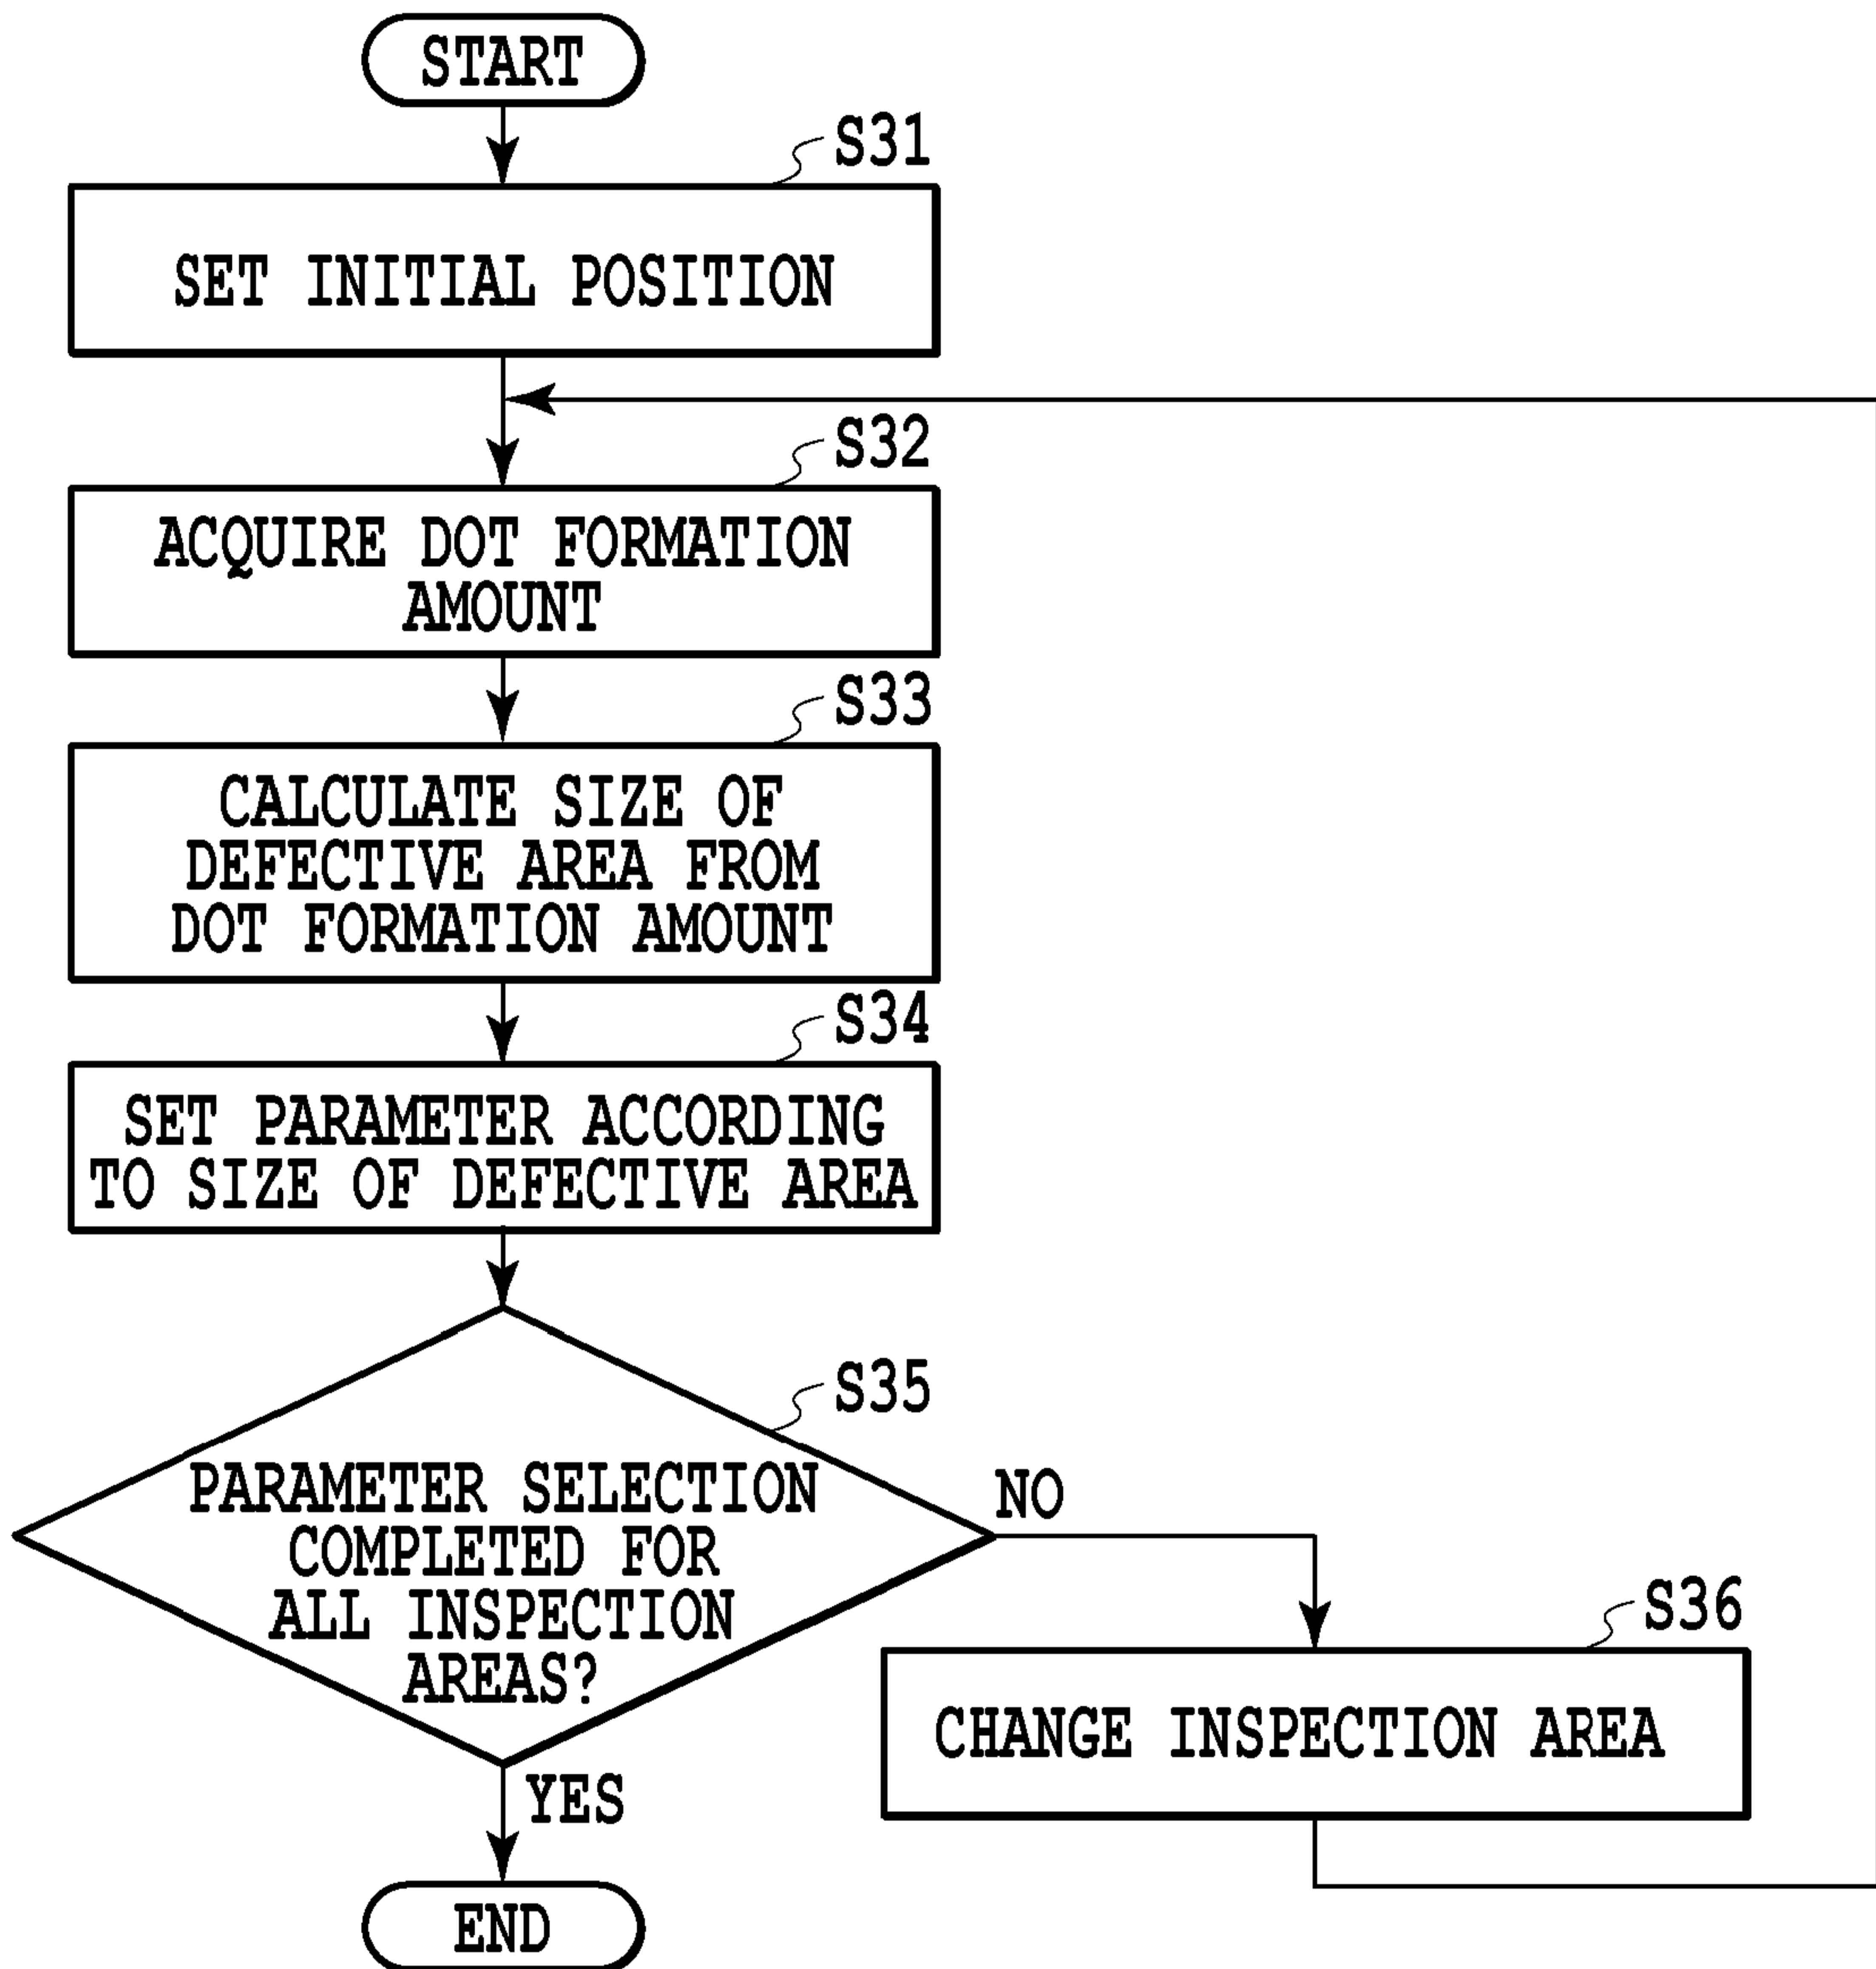 START
S31
SET INITIAL POSITION
S32
ACQUIRE DOT FORMATION
AMOUNT
S33
CALCULATE SIZE OF
DEFECTIVE AREA FROM
DOT FORMATION AMOUNT
S34
SET PARAMETER ACCORDING
TO SIZE OF DEFECTIVE AREA
S35
PARAMETER SELECTION
COMPLETED FOR
ALL INSPECTION
AREAS?
NO
S36
CHANGE INSPECTION AREA
YES
END